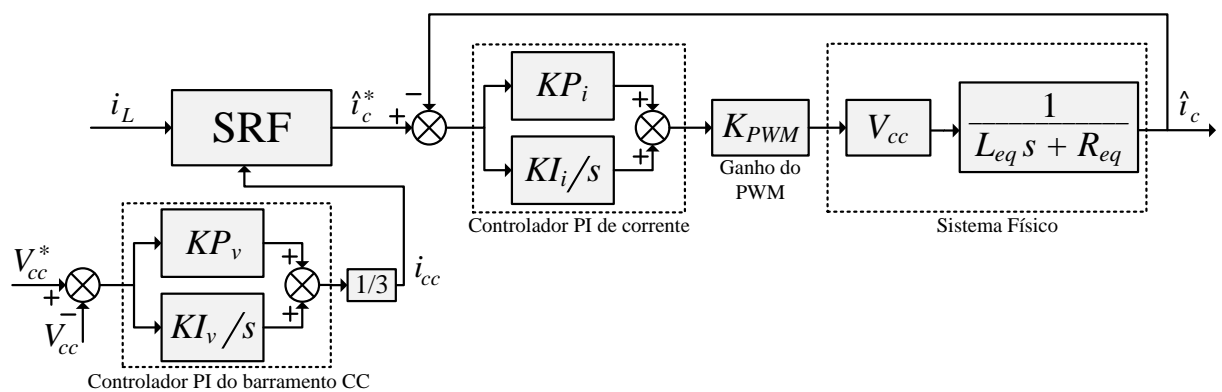 −
i_L
SRF
î_c^*
+
KP_i
KI_i/s
+
+
K_PWM
Ganho do
PWM
V_cc
1
L_eq s + R_eq
î_c
Controlador PI de corrente
Sistema Físico
V_cc^*
+
−
V_cc
KP_v
KI_v/s
+
+
1/3
i_cc
Controlador PI do barramento CC